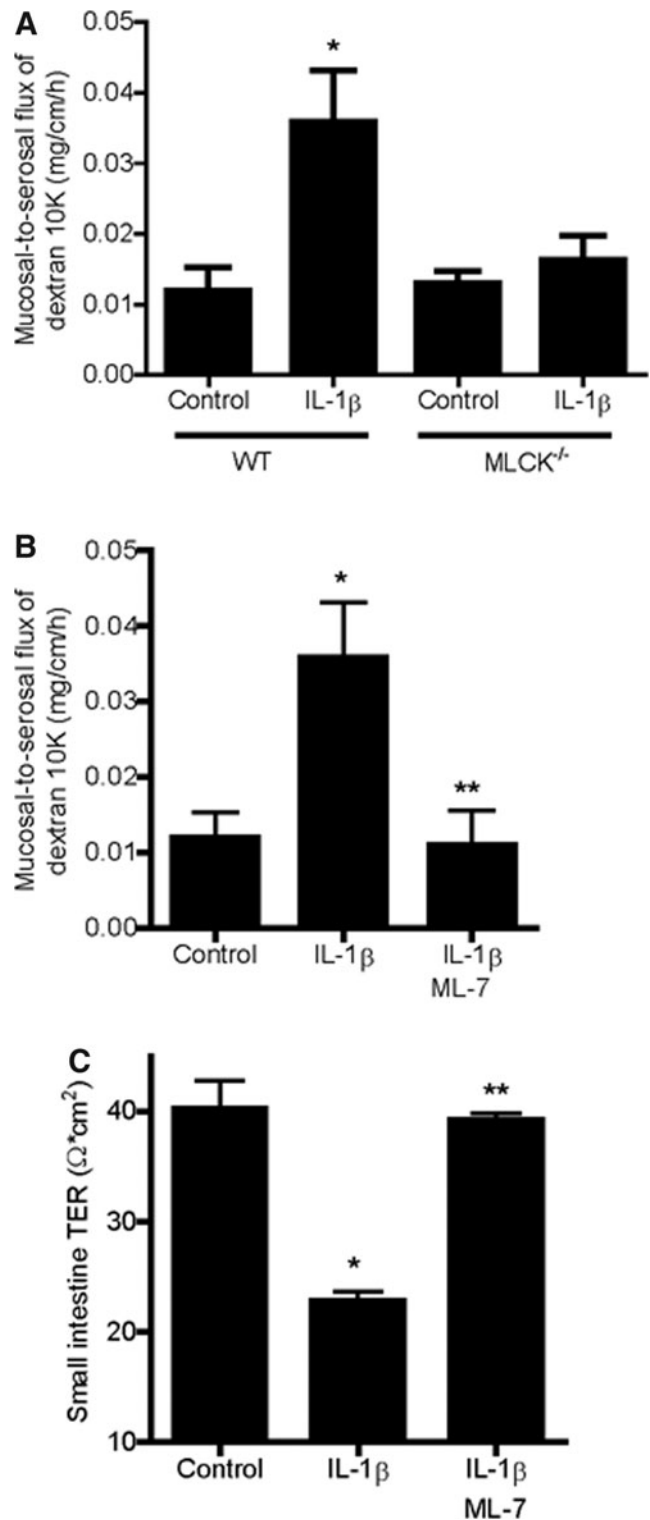 A
Mucosal-to-serosal flux of
dextran 10K (mg/cm/h)
0.05
0.04
0.03
0.02
0.01
0.00
*
Control IL-1β Control IL-1β
WT MLCK-/-
B
Mucosal-to-serosal flux of
dextran 10K (mg/cm/h)
0.05
0.04
0.03
0.02
0.01
0.00
*
**
Control IL-1β IL-1β
ML-7
C
Small intestine TER (Ω*cm2)
40
30
20
10
*
**
Control IL-1β IL-1β
ML-7